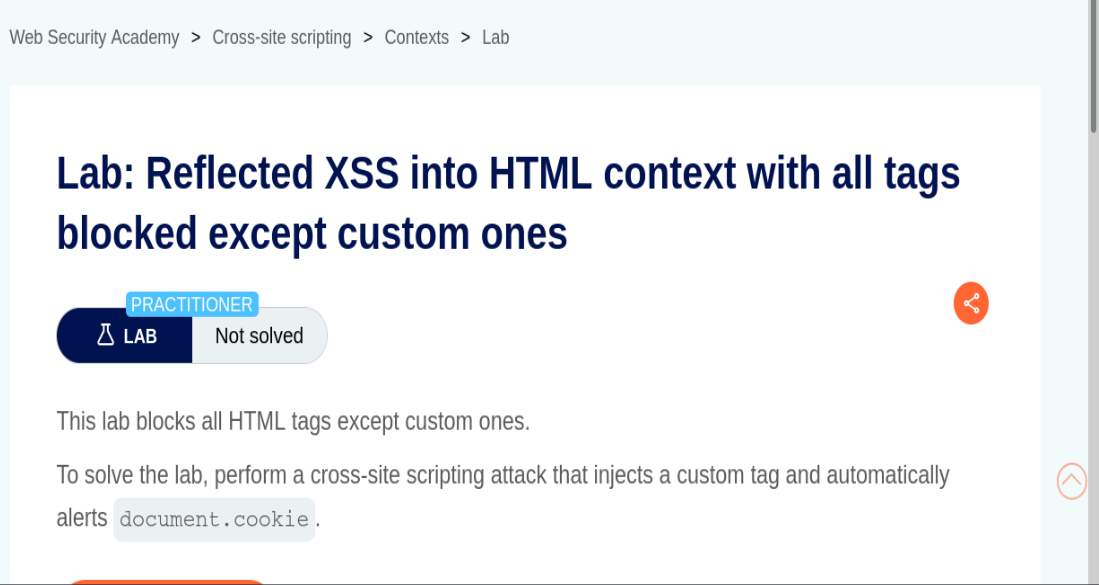 Web Security Academy > Cross-site scripting > Contexts > Lab
Lab: Reflected XSS into HTML context with all tags
blocked except custom ones
PRACTITIONER
LAB Not solved
This lab blocks all HTML tags except custom ones.
To solve the lab, perform a cross-site scripting attack that injects a custom tag and automatically
alerts document.cookie.